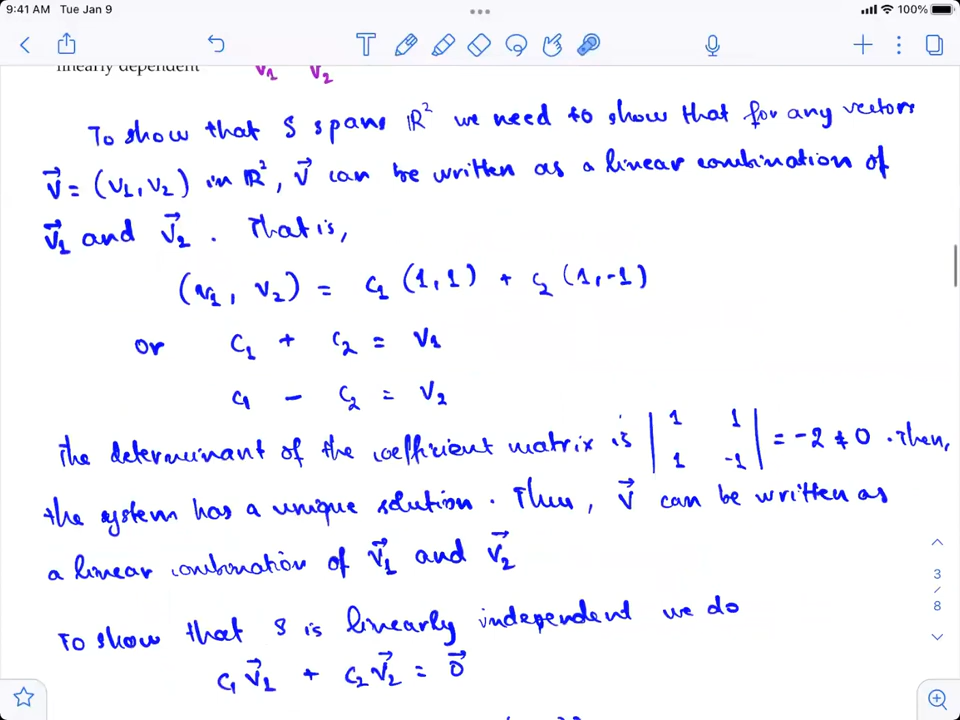 9:41 AM Tue Jan 9
100%
linearly dependent v⃗1 v⃗2
To show that S spans ℝ² we need to show that for any vectors
v⃗ = (v1, v2) in ℝ², v⃗ can be written as a linear combination of
v⃗1 and v⃗2 . That is,
(v1, v2) = c1 (1,1) + c2 (1,-1)
or c1 + c2 = v1
c1 - c2 = v2
The determinant of the coefficient matrix is | 1 1 ; 1 -1 | = -2 ≠ 0 . Then,
the system has a unique solution . Thus, v⃗ can be written as
a linear combination of v⃗1 and v⃗2
To show that S is linearly independent we do
c1 v⃗1 + c2 v⃗2 = 0⃗
3
/
8